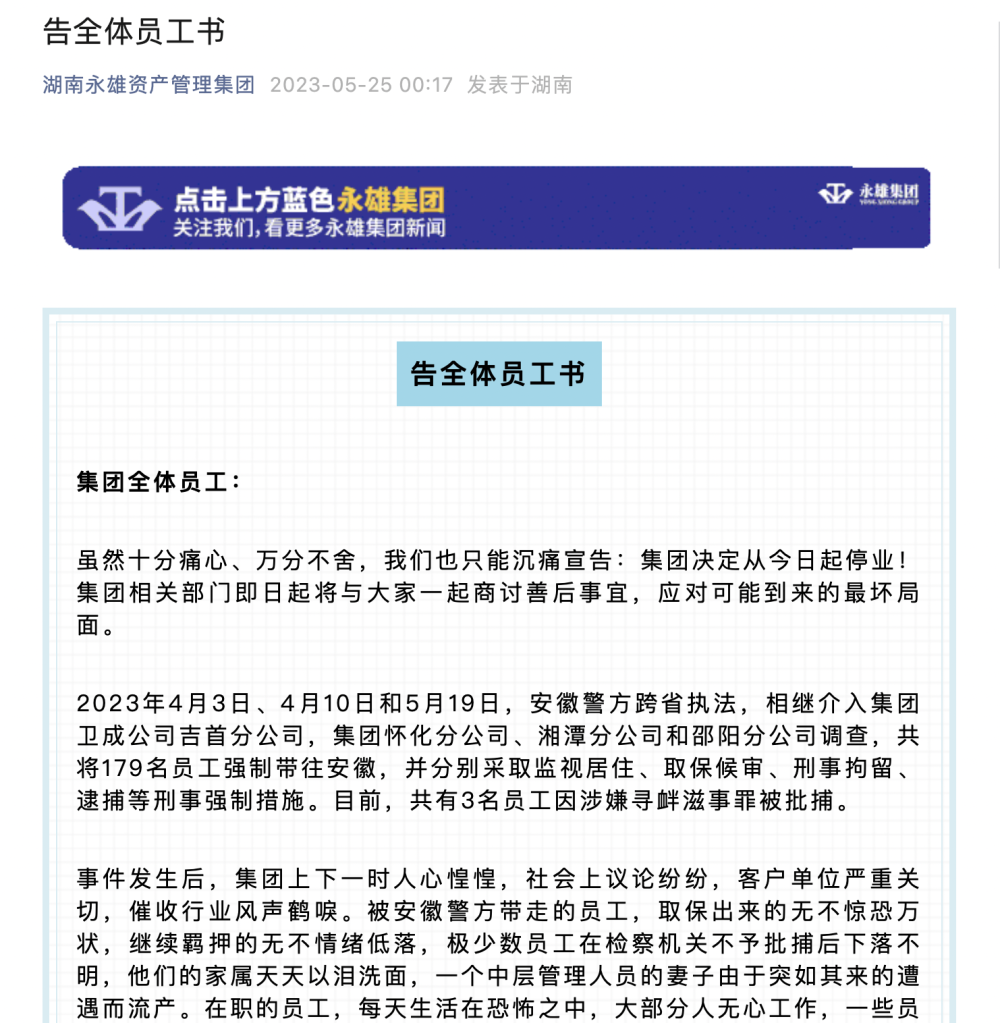 告全体员工书
湖南永雄资产管理集团 2023-05-25 00:17 发表于湖南
点击上方蓝色永雄集团
关注我们,看更多永雄集团新闻
永雄集团
YONG XIONG GROUP
告全体员工书
集团全体员工：
虽然十分痛心、万分不舍，我们也只能沉痛宣告：集团决定从今日起停业！
集团相关部门即日起将与大家一起商讨善后事宜，应对可能到来的最坏局
面。
2023年4月3日、4月10日和5月19日，安徽警方跨省执法，相继介入集团
卫成公司吉首分公司，集团怀化分公司、湘潭分公司和邵阳分公司调查，共
将179名员工强制带往安徽，并分别采取监视居住、取保候审、刑事拘留、
逮捕等刑事强制措施。目前，共有3名员工因涉嫌寻衅滋事罪被批捕。
事件发生后，集团上下一时人心惶惶，社会上议论纷纷，客户单位严重关
切，催收行业风声鹤唳。被安徽警方带走的员工，取保出来的无不惊恐万
状，继续羁押的无不情绪低落，极少数员工在检察机关不予批捕后下落不
明，他们的家属天天以泪洗面，一个中层管理人员的妻子由于突如其来的遭
遇而流产。在职的员工，每天生活在恐怖之中，大部分人无心工作，一些员